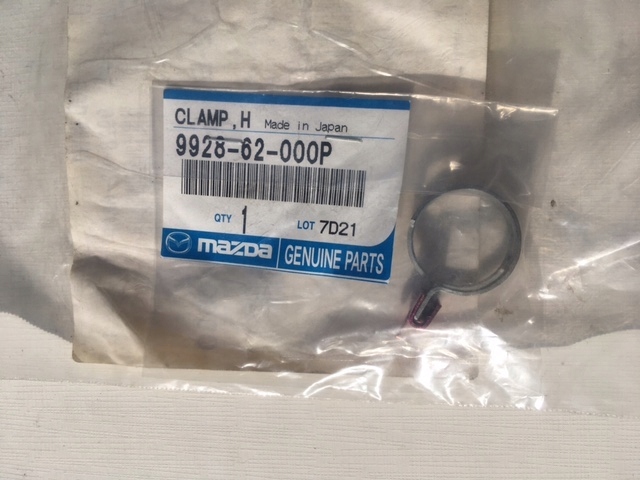 CLAMP,H Made in Japan
9928-62-000P
QTY 1 LOT 7D21
mazda GENUINE PARTS